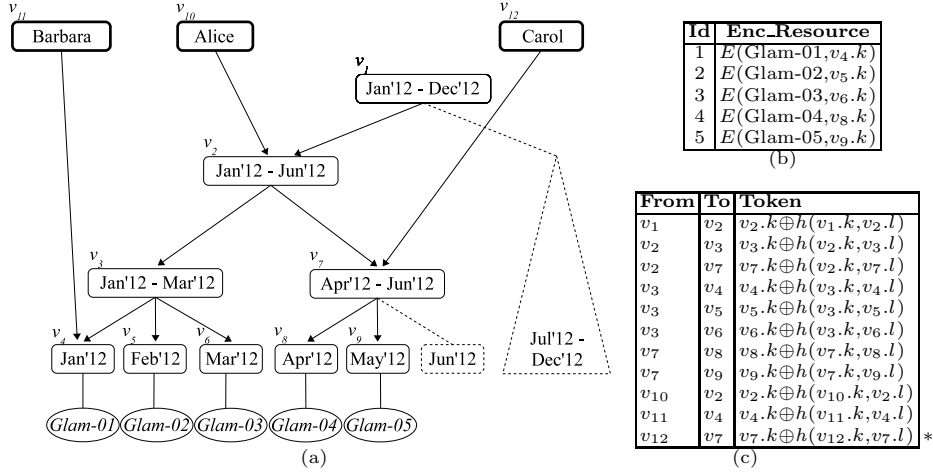 v11 v10 v12
Barbara Alice Carol
v1
Jan'12 - Dec'12
v2
Jan'12 - Jun'12
v3 v7
Jan'12 - Mar'12 Apr'12 - Jun'12
v4 v5 v6 v8 v9
Jan'12 Feb'12 Mar'12 Apr'12 May'12 Jun'12
Jul'12 -
Dec'12
Glam-01 Glam-02 Glam-03 Glam-04 Glam-05
(a)
Id Enc_Resource
1 E(Glam-01,v4.k)
2 E(Glam-02,v5.k)
3 E(Glam-03,v6.k)
4 E(Glam-04,v8.k)
5 E(Glam-05,v9.k)
(b)
From To Token
v1 v2 v2.k⊕h(v1.k,v2.l)
v2 v3 v3.k⊕h(v2.k,v3.l)
v2 v7 v7.k⊕h(v2.k,v7.l)
v3 v4 v4.k⊕h(v3.k,v4.l)
v3 v5 v5.k⊕h(v3.k,v5.l)
v3 v6 v6.k⊕h(v3.k,v6.l)
v7 v8 v8.k⊕h(v7.k,v8.l)
v7 v9 v9.k⊕h(v7.k,v9.l)
v10 v2 v2.k⊕h(v10.k,v2.l)
v11 v4 v4.k⊕h(v11.k,v4.l)
v12 v7 v7.k⊕h(v12.k,v7.l) *
(c)